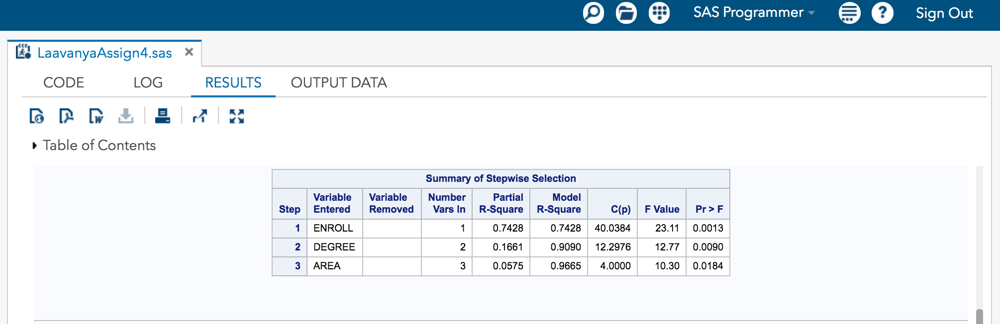 SAS Programmer
?
Sign Out
LaavanyaAssign4.sas
CODE LOG RESULTS OUTPUT DATA
Table of Contents
Summary of Stepwise Selection
Step Variable Entered Variable Removed Number Vars In Partial R-Square Model R-Square C(p) F Value Pr > F
1 ENROLL 1 0.7428 0.7428 40.0384 23.11 0.0013
2 DEGREE 2 0.1661 0.9090 12.2976 12.77 0.0090
3 AREA 3 0.0575 0.9665 4.0000 10.30 0.0184